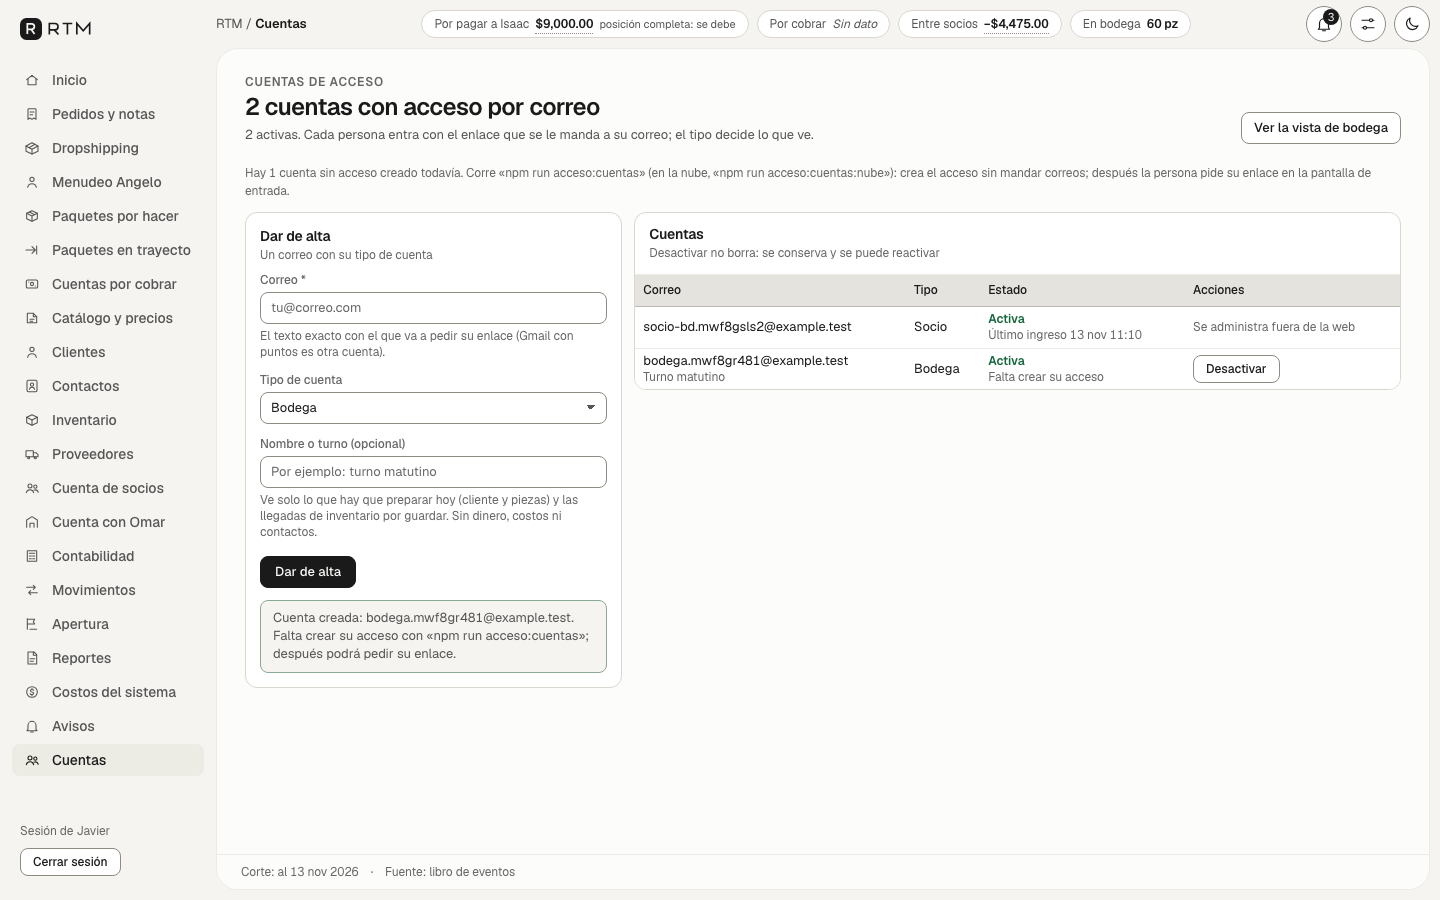 R RTM
RTM / Cuentas
Por pagar a Isaac $9,000.00 posición completa: se debe
Por cobrar Sin dato
Entre socios −$4,475.00
En bodega 60 pz
3
Inicio
Pedidos y notas
Dropshipping
Menudeo Angelo
Paquetes por hacer
Paquetes en trayecto
Cuentas por cobrar
Catálogo y precios
Clientes
Contactos
Inventario
Proveedores
Cuenta de socios
Cuenta con Omar
Contabilidad
Movimientos
Apertura
Reportes
Costos del sistema
Avisos
Cuentas
Sesión de Javier
Cerrar sesión
CUENTAS DE ACCESO
2 cuentas con acceso por correo
2 activas. Cada persona entra con el enlace que se le manda a su correo; el tipo decide lo que ve.
Ver la vista de bodega
Hay 1 cuenta sin acceso creado todavía. Corre «npm run acceso:cuentas» (en la nube, «npm run acceso:cuentas:nube»): crea el acceso sin mandar correos; después la persona pide su enlace en la pantalla de
entrada.
Dar de alta
Un correo con su tipo de cuenta
Correo *
tu@correo.com
El texto exacto con el que va a pedir su enlace (Gmail con
puntos es otra cuenta).
Tipo de cuenta
Bodega
Nombre o turno (opcional)
Por ejemplo: turno matutino
Ve solo lo que hay que preparar hoy (cliente y piezas) y las
llegadas de inventario por guardar. Sin dinero, costos ni
contactos.
Dar de alta
Cuenta creada: bodega.mwf8gr481@example.test.
Falta crear su acceso con «npm run acceso:cuentas»;
después podrá pedir su enlace.
Cuentas
Desactivar no borra: se conserva y se puede reactivar
Correo Tipo Estado Acciones
socio-bd.mwf8gsls2@example.test Socio Activa Se administra fuera de la web
Último ingreso 13 nov 11:10
bodega.mwf8gr481@example.test Bodega Activa Desactivar
Turno matutino Falta crear su acceso
Corte: al 13 nov 2026 · Fuente: libro de eventos